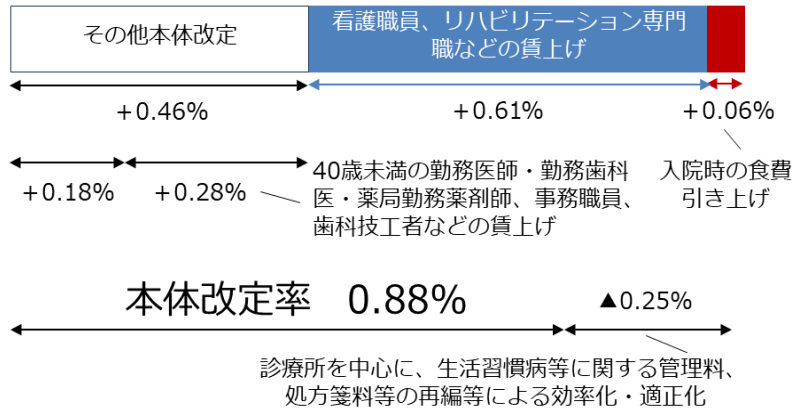 その他本体改定
看護職員、リハビリテーション専門
職などの賃上げ
+0.46%
+0.61%
+0.06%
+0.18%
+0.28%
40歳未満の勤務医師・勤務歯科
医・薬局勤務薬剤師、事務職員、
歯科技工者などの賃上げ
入院時の食費
引き上げ
本体改定率 0.88%
▲0.25%
診療所を中心に、生活習慣病等に関する管理料、
処方箋料等の再編等による効率化・適正化